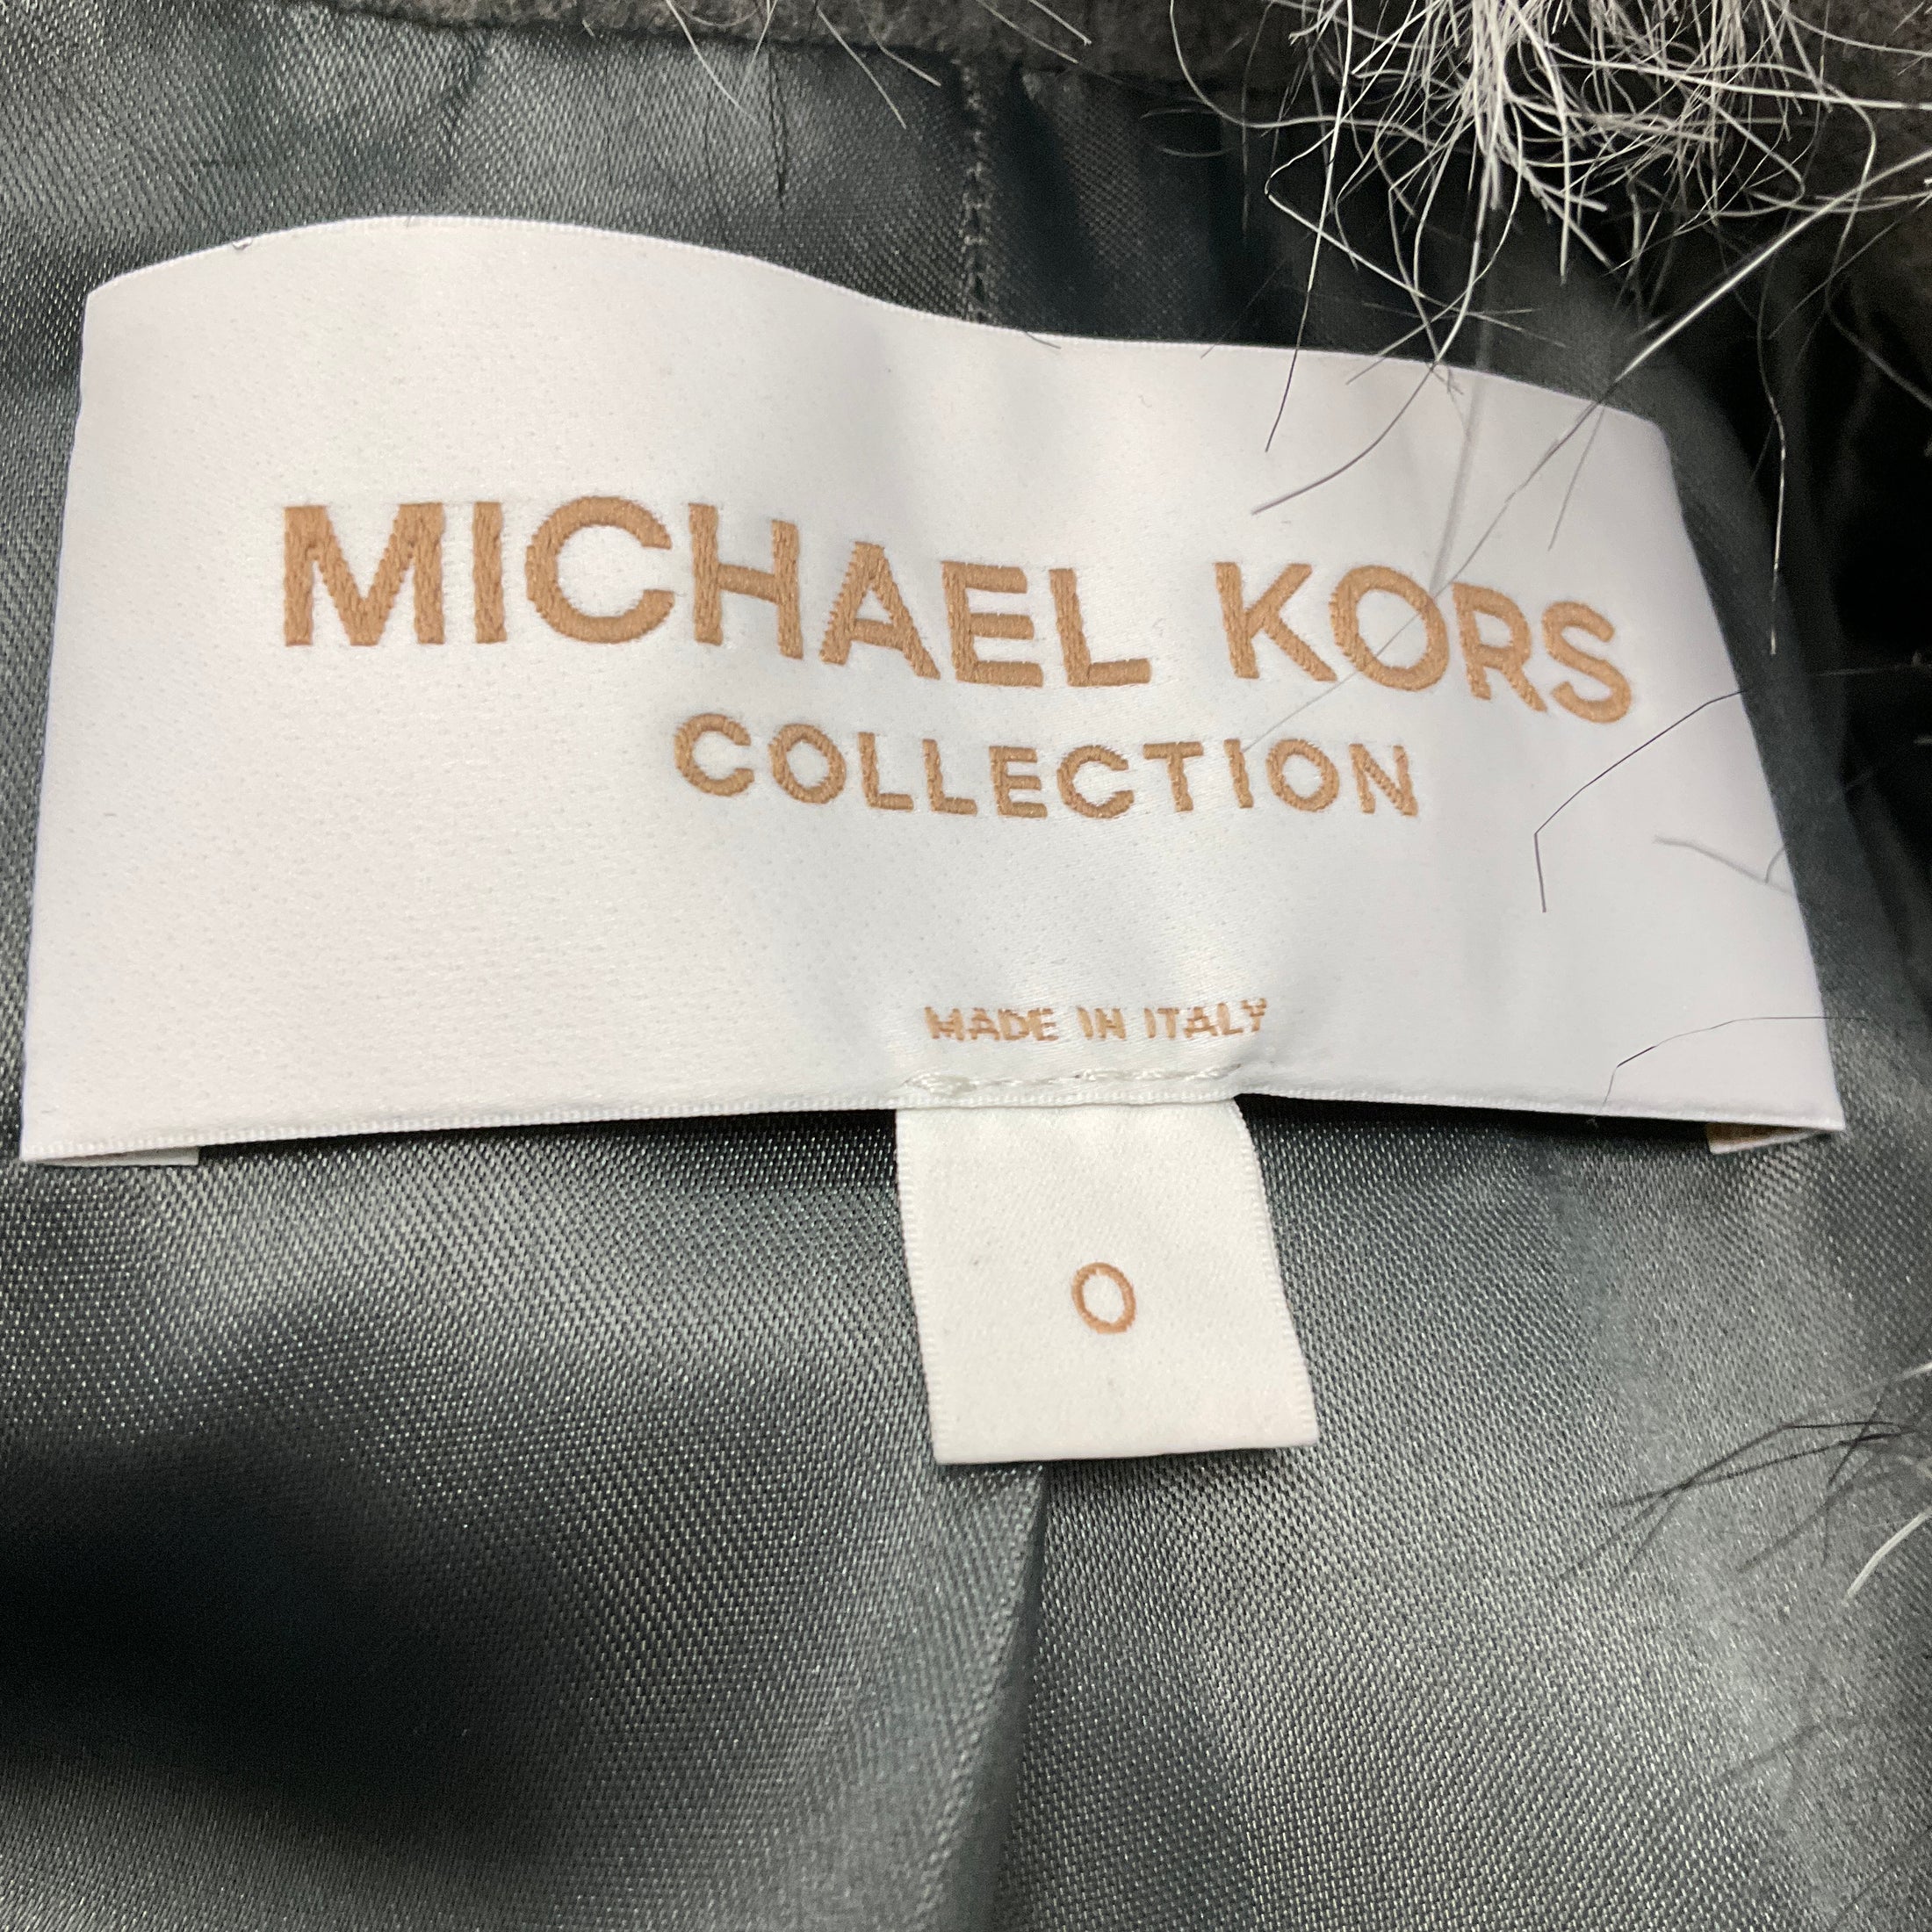 MICHAEL KORS
COLLECTION
MADE IN ITALY
0